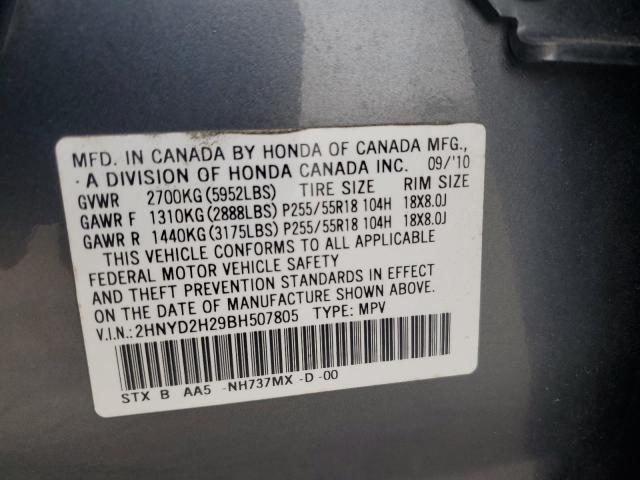 MFD. IN CANADA BY HONDA OF CANADA MFG.,
A DIVISION OF HONDA CANADA INC. 09/'10
GVWR 2700KG(5952LBS) TIRE SIZE RIM SIZE
GAWR F 1310KG(2888LBS) P255/55R18 104H 18X8.0J
GAWR R 1440KG(3175LBS) P255/55R18 104H 18X8.0J
THIS VEHICLE CONFORMS TO ALL APPLICABLE
FEDERAL MOTOR VEHICLE SAFETY
AND THEFT PREVENTION STANDARDS IN EFFECT
ON THE DATE OF MANUFACTURE SHOWN ABOVE.
V.I.N.: 2HNYD2H29BH507805 TYPE: MPV
STX B AA5 -NH737MX -D -00